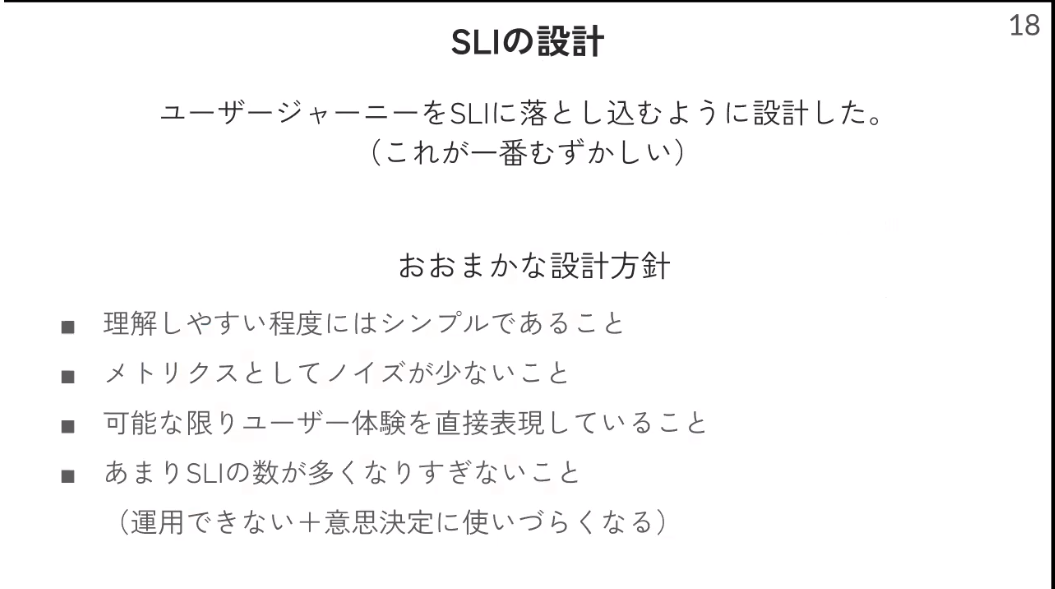 18
SLIの設計
ユーザージャーニーをSLIに落とし込むように設計した。
（これが一番むずかしい）
おおまかな設計方針
■ 理解しやすい程度にはシンプルであること
■ メトリクスとしてノイズが少ないこと
■ 可能な限りユーザー体験を直接表現していること
■ あまりSLIの数が多くなりすぎないこと
（運用できない＋意思決定に使いづらくなる）